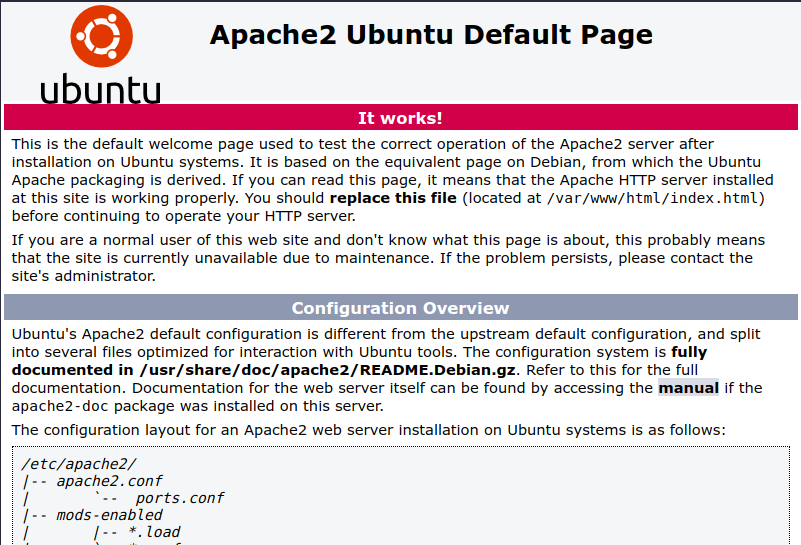 ubuntu
Apache2 Ubuntu Default Page
It works!
This is the default welcome page used to test the correct operation of the Apache2 server after
installation on Ubuntu systems. It is based on the equivalent page on Debian, from which the Ubuntu
Apache packaging is derived. If you can read this page, it means that the Apache HTTP server installed
at this site is working properly. You should replace this file (located at /var/www/html/index.html)
before continuing to operate your HTTP server.
If you are a normal user of this web site and don't know what this page is about, this probably means
that the site is currently unavailable due to maintenance. If the problem persists, please contact the
site's administrator.
Configuration Overview
Ubuntu's Apache2 default configuration is different from the upstream default configuration, and split
into several files optimized for interaction with Ubuntu tools. The configuration system is fully
documented in /usr/share/doc/apache2/README.Debian.gz. Refer to this for the full
documentation. Documentation for the web server itself can be found by accessing the manual if the
apache2-doc package was installed on this server.
The configuration layout for an Apache2 web server installation on Ubuntu systems is as follows:
/etc/apache2/
|-- apache2.conf
|       `--  ports.conf
|-- mods-enabled
|       |-- *.load